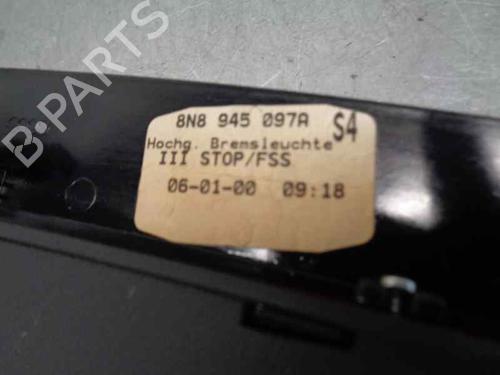 8N8 945 097A S4
Hochg. Bremsleuchte
III STOP/FSS
06-01-00 09:18
B-PARTS